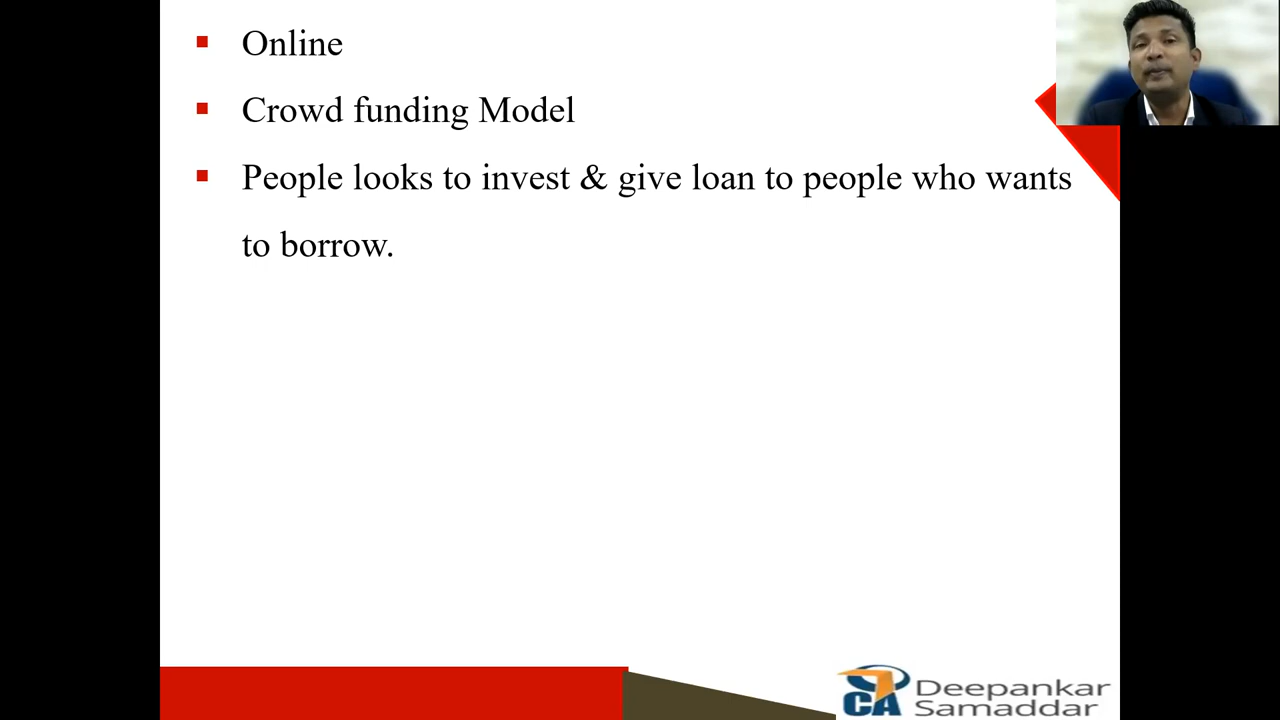 Online
Crowd funding Model
People looks to invest & give loan to people who wants
to borrow.
CA
Deepankar
Samaddar